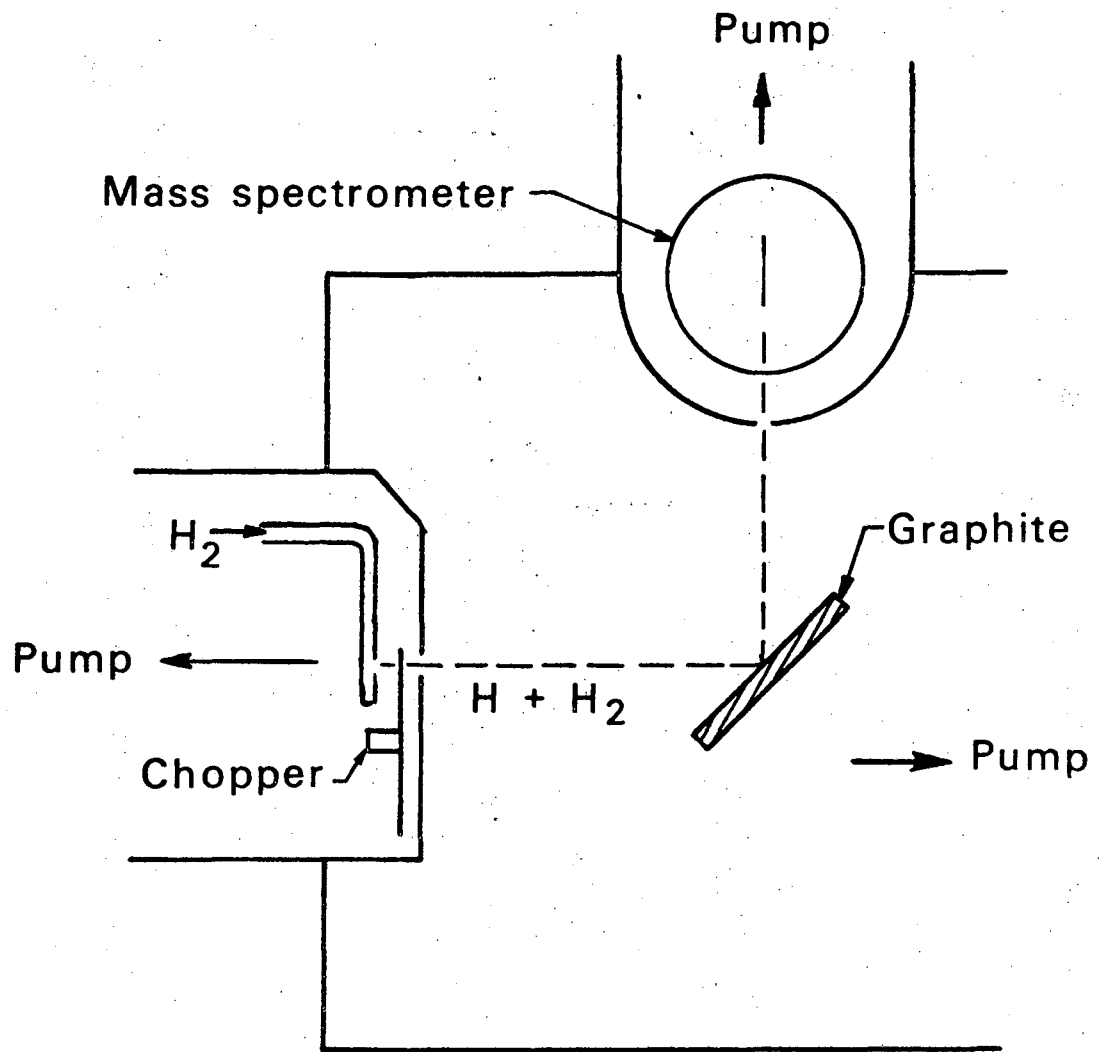 Pump
Mass spectrometer
H₂
Graphite
Pump
H + H₂
Chopper
Pump